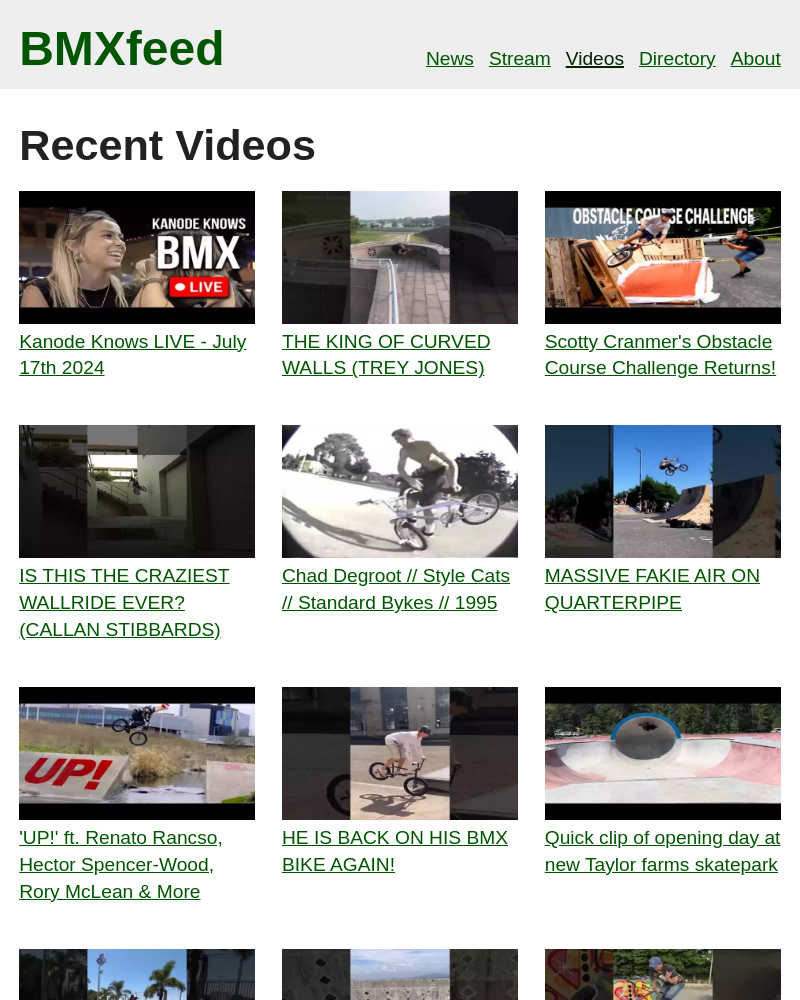 BMXfeed
News Stream Videos Directory About
Recent Videos
KANODE KNOWS
BMX
LIVE
OBSTACLE COURSE CHALLENGE
Kanode Knows LIVE - July
17th 2024
THE KING OF CURVED
WALLS (TREY JONES)
Scotty Cranmer's Obstacle
Course Challenge Returns!
IS THIS THE CRAZIEST
WALLRIDE EVER?
(CALLAN STIBBARDS)
Chad Degroot // Style Cats
// Standard Bykes // 1995
MASSIVE FAKIE AIR ON
QUARTERPIPE
UP!
'UP!' ft. Renato Rancso,
Hector Spencer-Wood,
Rory McLean & More
HE IS BACK ON HIS BMX
BIKE AGAIN!
Quick clip of opening day at
new Taylor farms skatepark